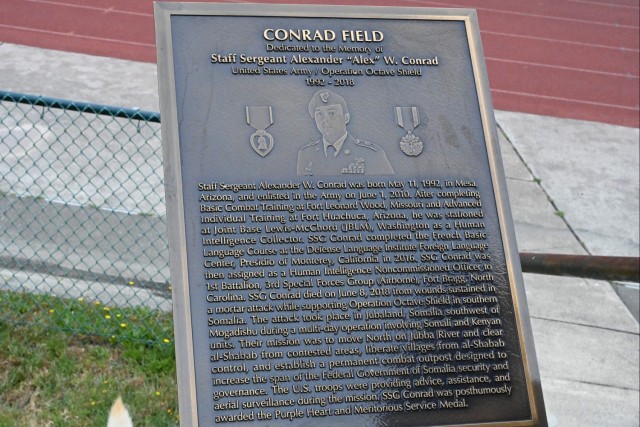 CONRAD FIELD
Dedicated to the Memory of
Staff Sergeant Alexander "Alex" W. Conrad
United States Army / Operation Octave Shield
1992 - 2018
Staff Sergeant Alexander W. Conrad was born May 11, 1992, in Mesa,
Arizona, and enlisted in the Army on June 1, 2010. After completing
Basic Combat Training at Fort Leonard Wood, Missouri and Advanced
Individual Training at Fort Huachuca, Arizona, he was stationed
at Joint Base Lewis-McChord (JBLM), Washington as a Human
Intelligence Collector. SSG Conrad completed the French Basic
Language Course at the Defense Language Institute Foreign Language
Center, Presidio of Monterey, California in 2016. SSG Conrad was
then assigned as a Human Intelligence Noncommissioned Officer to
1st Battalion, 3rd Special Forces Group (Airborne), Fort Bragg, North
Carolina. SSG Conrad died on June 8, 2018 from wounds sustained in
a mortar attack while supporting Operation Octave Shield in southern
Somalia. The attack took place in Jubaland, Somalia southwest of
Mogadishu during a multi-day operation involving Somali and Kenyan
units. Their mission was to move North on Jubba River and clear
al-Shabab from contested areas, liberate villages from al-Shabab
control, and establish a permanent combat outpost designed to
increase the span of the Federal Government of Somalia security and
governance. The U.S. troops were providing advice, assistance, and
aerial surveillance during the mission. SSG Conrad was posthumously
awarded the Purple Heart and Meritorious Service Medal.